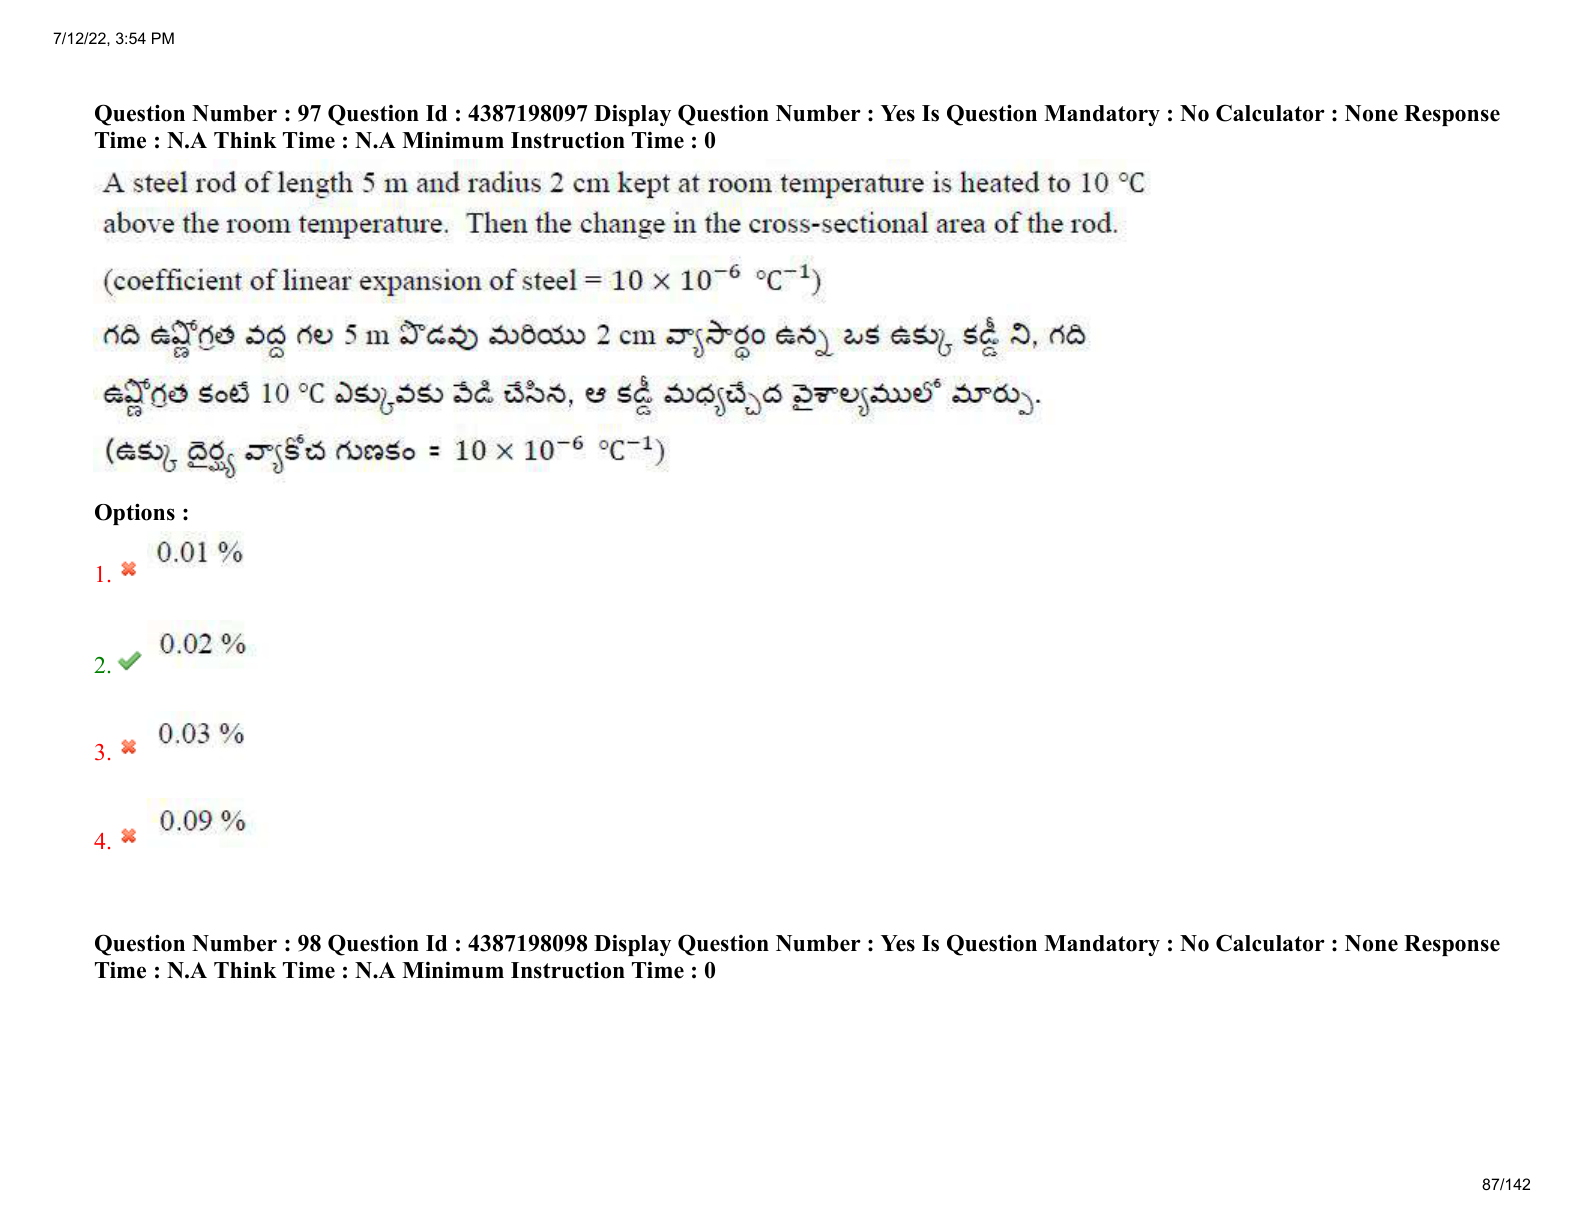 7/12/22, 3:54 PM
Question Number : 97 Question Id : 4387198097 Display Question Number : Yes Is Question Mandatory : No Calculator : None Response
Time : N.A Think Time : N.A Minimum Instruction Time : 0
A steel rod of length 5 m and radius 2 cm kept at room temperature is heated to 10 °C
above the room temperature. Then the change in the cross-sectional area of the rod.
(coefficient of linear expansion of steel = 10 × 10⁻⁶ °C⁻¹)
గది ఉష్ణోగ్రత వద్ద గల 5 m పొడవు మరియు 2 cm వ్యాసార్ధం ఉన్న ఒక ఉక్కు కడ్డీ ని, గది
ఉష్ణోగ్రత కంటే 10 °C ఎక్కువకు వేడి చేసిన, ఆ కడ్డీ మధ్యచ్ఛేద వైశాల్యములో మార్పు.
(ఉక్కు దైర్ఘ్య వ్యాకోచ గుణకం = 10 × 10⁻⁶ °C⁻¹)
Options :
1. 0.01 %
2. 0.02 %
3. 0.03 %
4. 0.09 %
Question Number : 98 Question Id : 4387198098 Display Question Number : Yes Is Question Mandatory : No Calculator : None Response
Time : N.A Think Time : N.A Minimum Instruction Time : 0
87/142